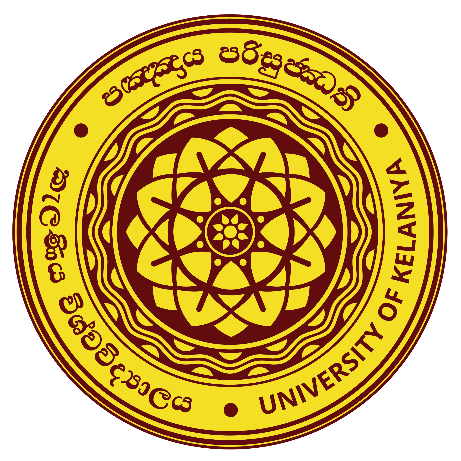 පඤ්ඤාය පරිසුජ්ඣති
කැලණිය විශ්වවිද්‍යාලය
UNIVERSITY OF KELANIYA